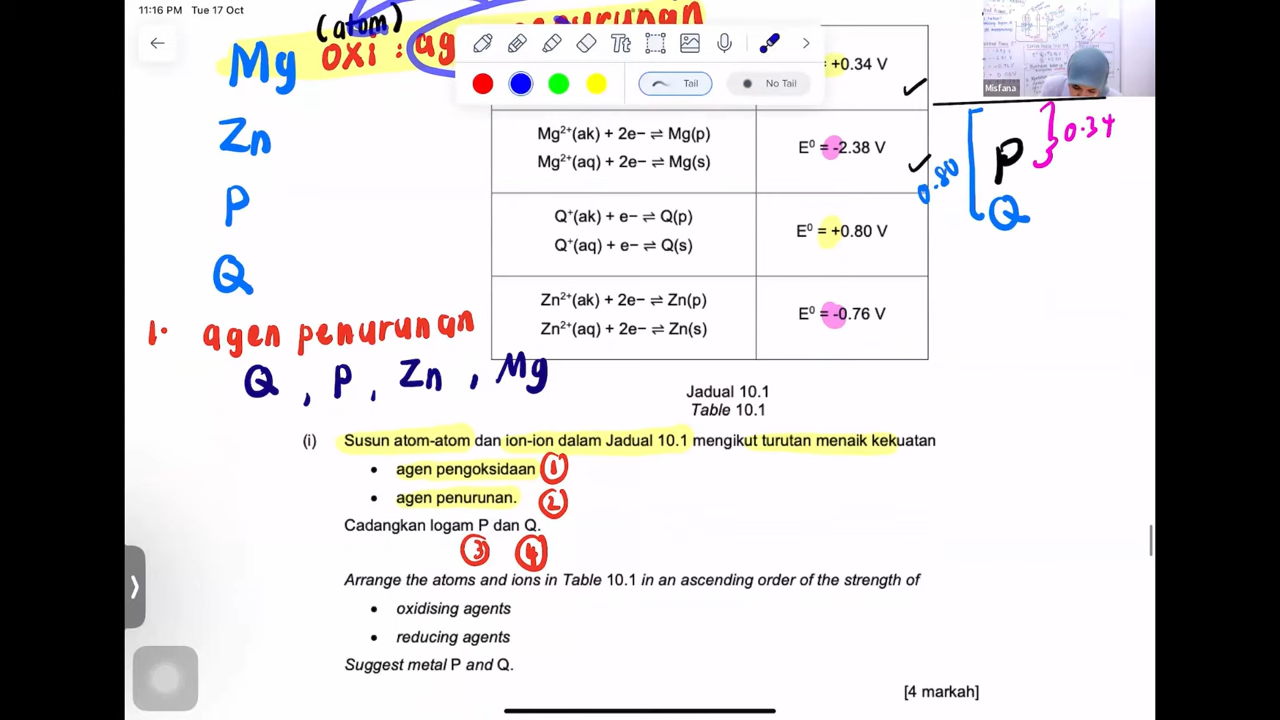 11:16 PM Tue 17 Oct
(atom)
penurunan
Mg OXI : ag
Tt
Tail
No Tail
Misfana
+0.34 V
Zn
P
Q
Mg²⁺(ak) + 2e− ⇌ Mg(p)
Mg²⁺(aq) + 2e− ⇌ Mg(s)
E⁰ = -2.38 V
Q⁺(ak) + e− ⇌ Q(p)
Q⁺(aq) + e− ⇌ Q(s)
E⁰ = +0.80 V
Zn²⁺(ak) + 2e− ⇌ Zn(p)
Zn²⁺(aq) + 2e− ⇌ Zn(s)
E⁰ = -0.76 V
0.80
P
Q
0.34
1. agen penurunan
Q , P , Zn , Mg
Jadual 10.1
Table 10.1
(i) Susun atom-atom dan ion-ion dalam Jadual 10.1 mengikut turutan menaik kekuatan
• agen pengoksidaan 1
• agen penurunan. 2
Cadangkan logam P dan Q.
3 4
Arrange the atoms and ions in Table 10.1 in an ascending order of the strength of
• oxidising agents
• reducing agents
Suggest metal P and Q.
[4 markah]